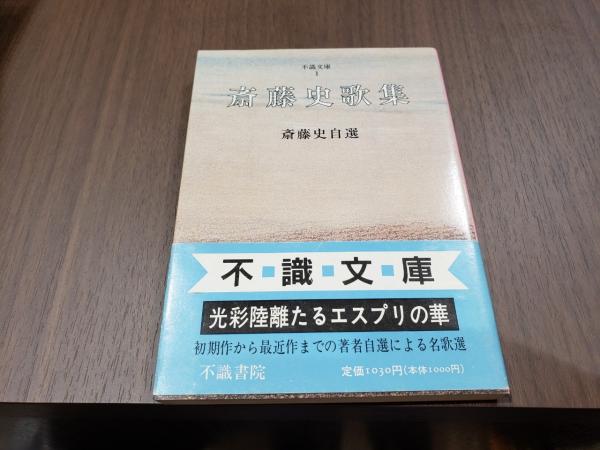 不識文庫
1
斎藤史歌集
斎藤史自選
不識文庫
光彩陸離たるエスプリの華
初期作から最近作までの著者自選による名歌選
不識書院
定価1030円(本体1000円)